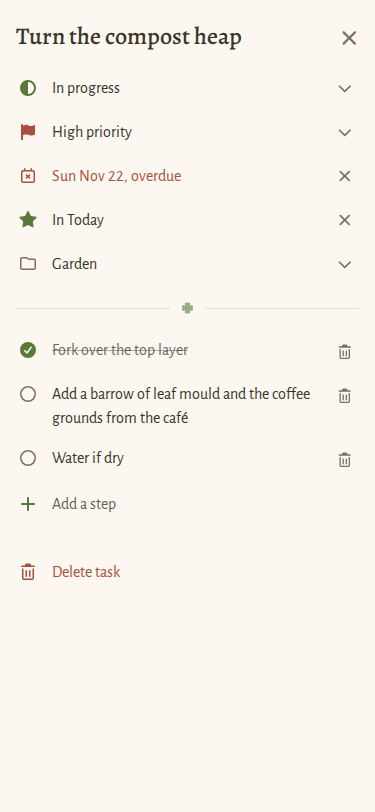 Turn the compost heap
In progress
High priority
Sun Nov 22, overdue
In Today
Garden
Fork over the top layer
Add a barrow of leaf mould and the coffee
grounds from the café
Water if dry
Add a step
Delete task